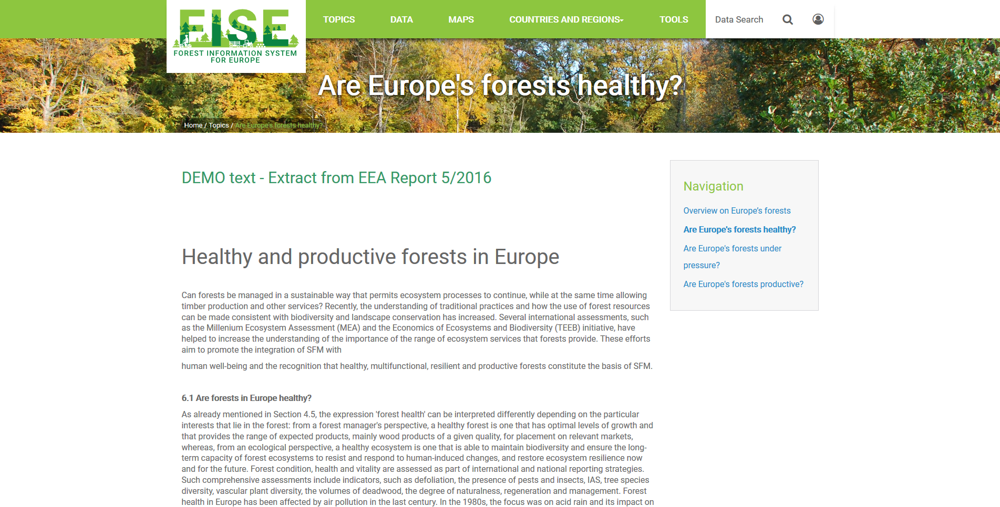 FISE
FOREST INFORMATION SYSTEM
FOR EUROPE
TOPICS
DATA
MAPS
COUNTRIES AND REGIONS
TOOLS
Data Search
Are Europe's forests healthy?
Home / Topics / Are Europe's forests healthy?
DEMO text - Extract from EEA Report 5/2016
Healthy and productive forests in Europe
Can forests be managed in a sustainable way that permits ecosystem processes to continue, while at the same time allowing
timber production and other services? Recently, the understanding of traditional practices and how the use of forest resources
can be made consistent with biodiversity and landscape conservation has increased. Several international assessments, such
as the Millenium Ecosystem Assessment (MEA) and the Economics of Ecosystems and Biodiversity (TEEB) initiative, have
helped to increase the understanding of the importance of the range of ecosystem services that forests provide. These efforts
aim to promote the integration of SFM with
human well-being and the recognition that healthy, multifunctional, resilient and productive forests constitute the basis of SFM.
6.1 Are forests in Europe healthy?
As already mentioned in Section 4.5, the expression 'forest health' can be interpreted differently depending on the particular
interests that lie in the forest: from a forest manager's perspective, a healthy forest is one that has optimal levels of growth and
that provides the range of expected products, mainly wood products of a given quality, for placement on relevant markets,
whereas, from an ecological perspective, a healthy ecosystem is one that is able to maintain biodiversity and ensure the long-
term capacity of forest ecosystems to resist and respond to human-induced changes, and restore ecosystem resilience now
and for the future. Forest condition, health and vitality are assessed as part of international and national reporting strategies.
Such comprehensive assessments include indicators, such as defoliation, the presence of pests and insects, IAS, tree species
diversity, vascular plant diversity, the volumes of deadwood, the degree of naturalness, regeneration and management. Forest
health in Europe has been affected by air pollution in the last century. In the 1980s, the focus was on acid rain and its impact on
Navigation
Overview on Europe's forests
Are Europe's forests healthy?
Are Europe's forests under
pressure?
Are Europe's forests productive?